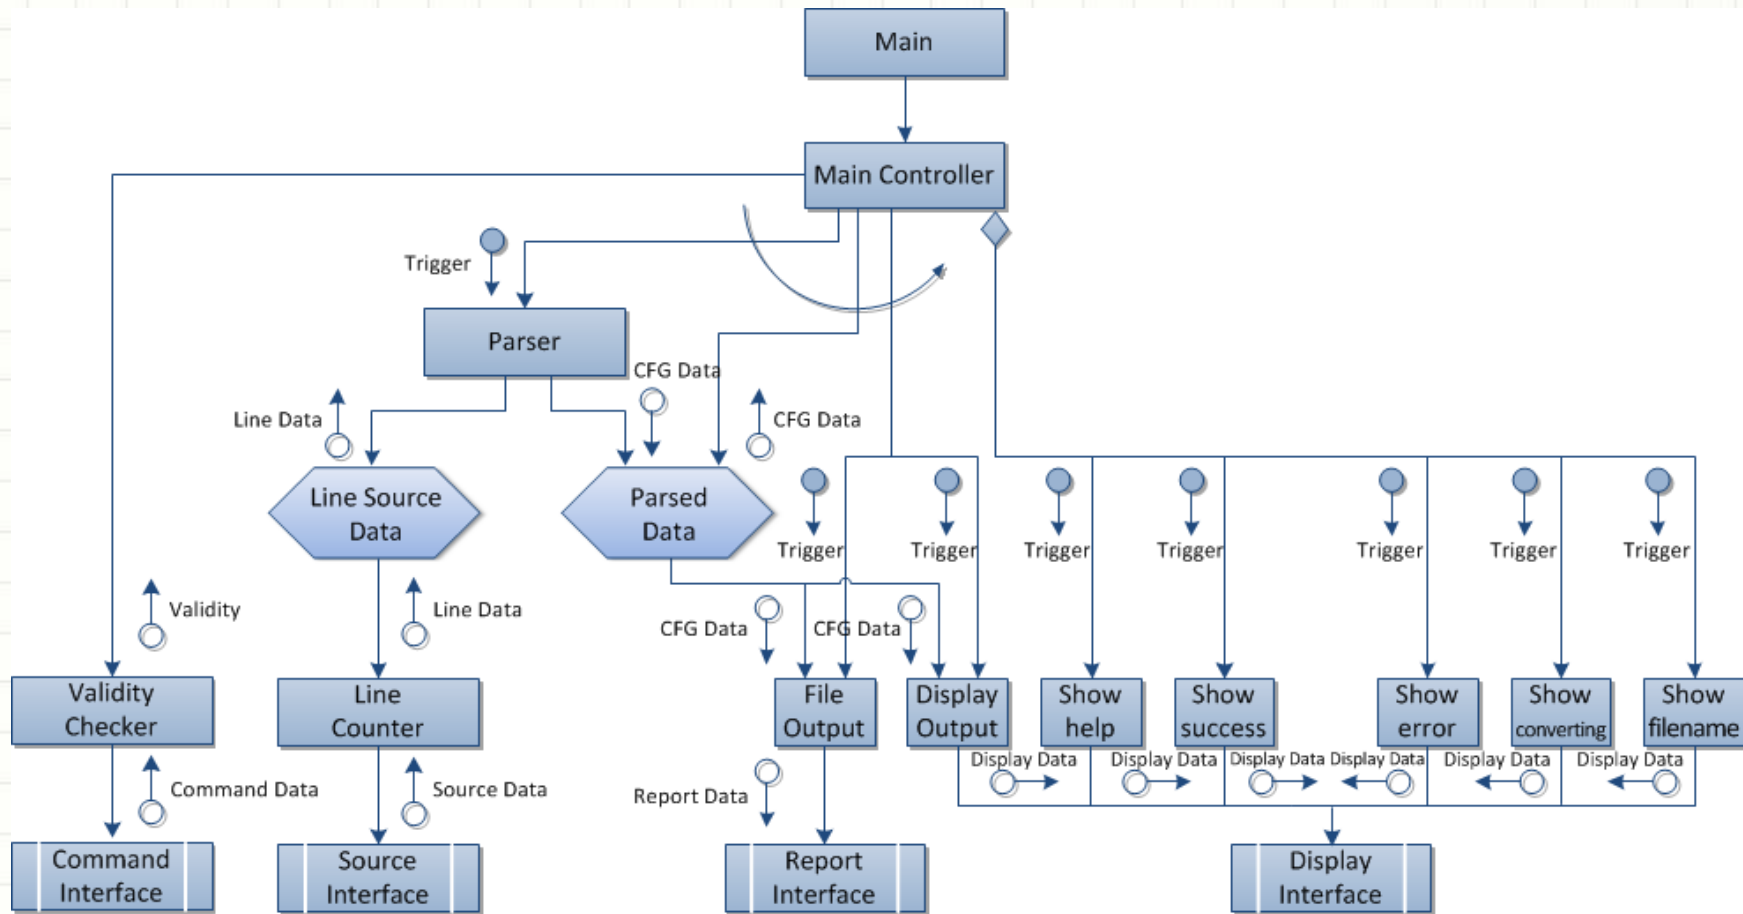 Main
Main Controller
Trigger
Parser
CFG Data
Line Data
CFG Data
Line Source
Data
Parsed
Data
Trigger
Trigger
Trigger
Trigger
Trigger
Trigger
Trigger
Validity
Line Data
CFG Data
CFG Data
Validity
Checker
Line
Counter
File
Output
Display
Output
Show
help
Show
success
Show
error
Show
converting
Show
filename
Display Data
Display Data
Display Data
Display Data
Display Data
Display Data
Command Data
Source Data
Report Data
Command
Interface
Source
Interface
Report
Interface
Display
Interface